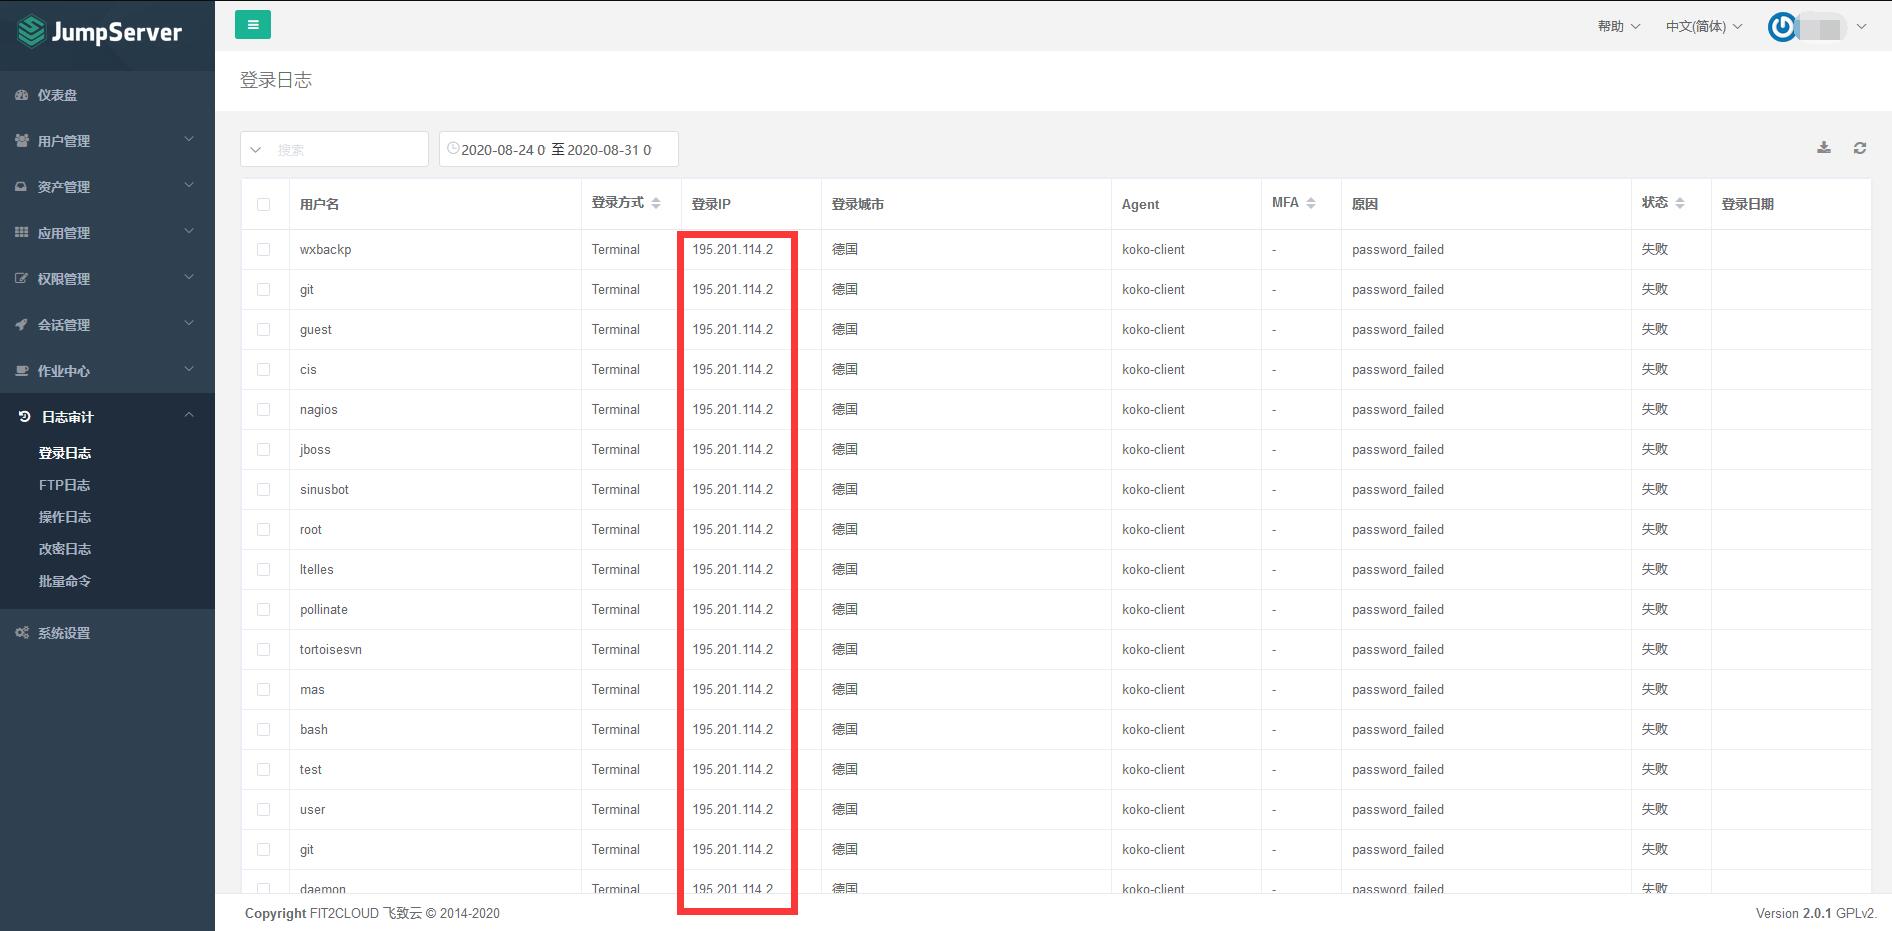 JumpServer
帮助
中文(简体)
登录日志
仪表盘
用户管理
资产管理
应用管理
权限管理
会话管理
作业中心
日志审计
登录日志
FTP日志
操作日志
改密日志
批量命令
系统设置
搜索
2020-08-24 0 至 2020-08-31 0
用户名 登录方式 登录IP 登录城市 Agent MFA 原因 状态 登录日期
wxbackp Terminal 195.201.114.2 德国 koko-client - password_failed 失败
git Terminal 195.201.114.2 德国 koko-client - password_failed 失败
guest Terminal 195.201.114.2 德国 koko-client - password_failed 失败
cis Terminal 195.201.114.2 德国 koko-client - password_failed 失败
nagios Terminal 195.201.114.2 德国 koko-client - password_failed 失败
jboss Terminal 195.201.114.2 德国 koko-client - password_failed 失败
sinusbot Terminal 195.201.114.2 德国 koko-client - password_failed 失败
root Terminal 195.201.114.2 德国 koko-client - password_failed 失败
ltelles Terminal 195.201.114.2 德国 koko-client - password_failed 失败
pollinate Terminal 195.201.114.2 德国 koko-client - password_failed 失败
tortoisesvn Terminal 195.201.114.2 德国 koko-client - password_failed 失败
mas Terminal 195.201.114.2 德国 koko-client - password_failed 失败
bash Terminal 195.201.114.2 德国 koko-client - password_failed 失败
test Terminal 195.201.114.2 德国 koko-client - password_failed 失败
user Terminal 195.201.114.2 德国 koko-client - password_failed 失败
git Terminal 195.201.114.2 德国 koko-client - password_failed 失败
daemon Terminal 195.201.114.2 德国 koko-client - password_failed 失败
Copyright FIT2CLOUD 飞致云 © 2014-2020
Version 2.0.1 GPLv2.